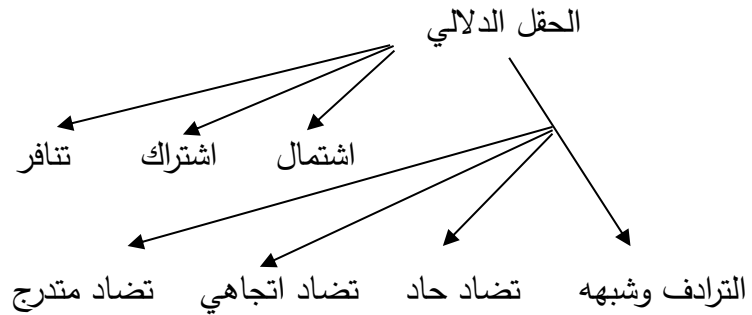 الحقل الدلالي
اشتمال اشتراك تنافر
الترادف وشبهه تضاد حاد تضاد اتجاهي تضاد متدرج